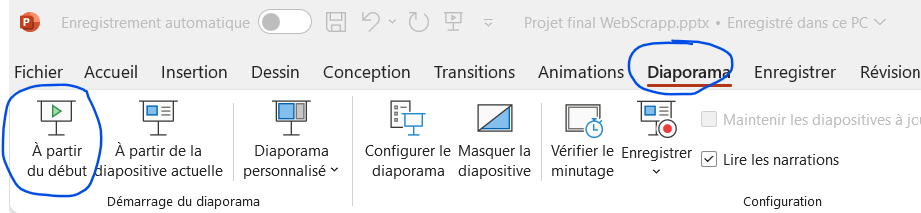 Enregistrement automatique
Projet final WebScrapp.pptx • Enregistré dans ce PC
Fichier Accueil Insertion Dessin Conception Transitions Animations Diaporama Enregistrer Révision
À partir du début
À partir de la diapositive actuelle
Diaporama personnalisé
Configurer le diaporama
Masquer la diapositive
Vérifier le minutage
Enregistrer
Maintenir les diapositives à jou
Lire les narrations
Démarrage du diaporama
Configuration